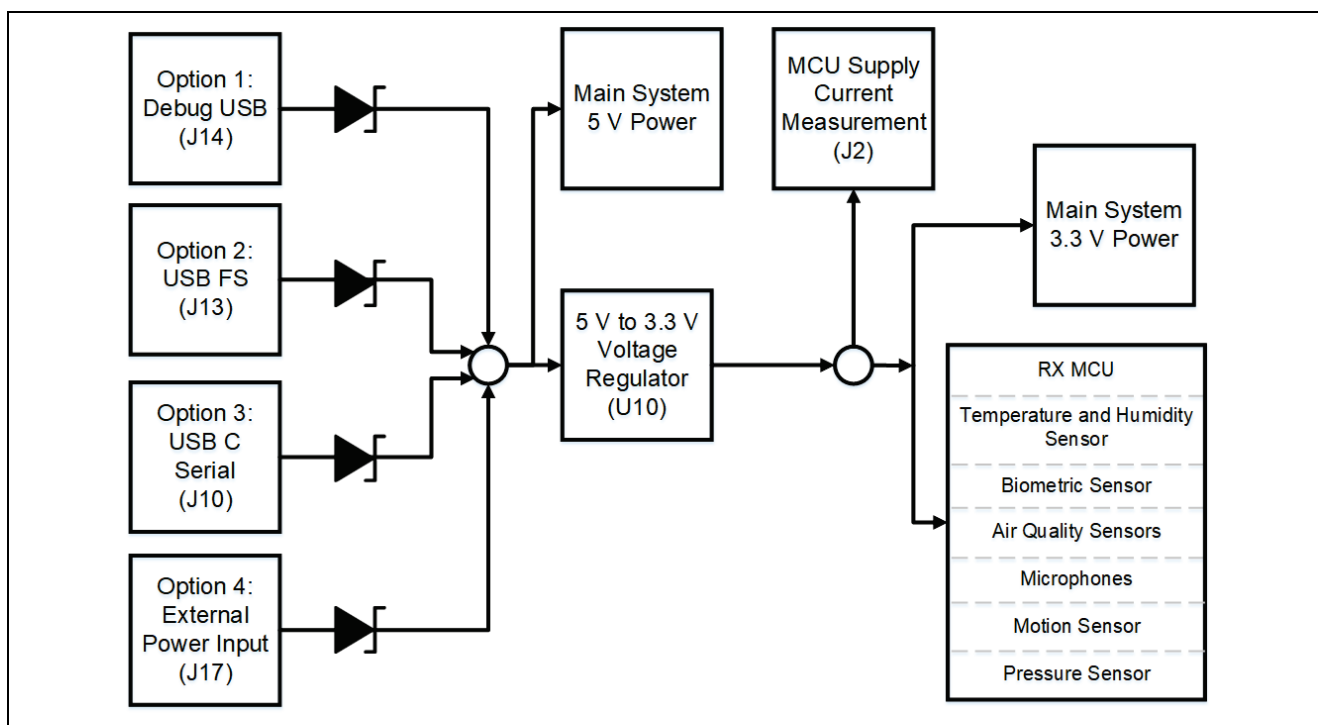 Option 1:
Debug USB
(J14)
Option 2:
USB FS
(J13)
Option 3:
USB C
Serial
(J10)
Option 4:
External
Power Input
(J17)
Main System
5 V Power
5 V to 3.3 V
Voltage
Regulator
(U10)
MCU Supply
Current
Measurement
(J2)
Main System
3.3 V Power
RX MCU
Temperature and Humidity
Sensor
Biometric Sensor
Air Quality Sensors
Microphones
Motion Sensor
Pressure Sensor